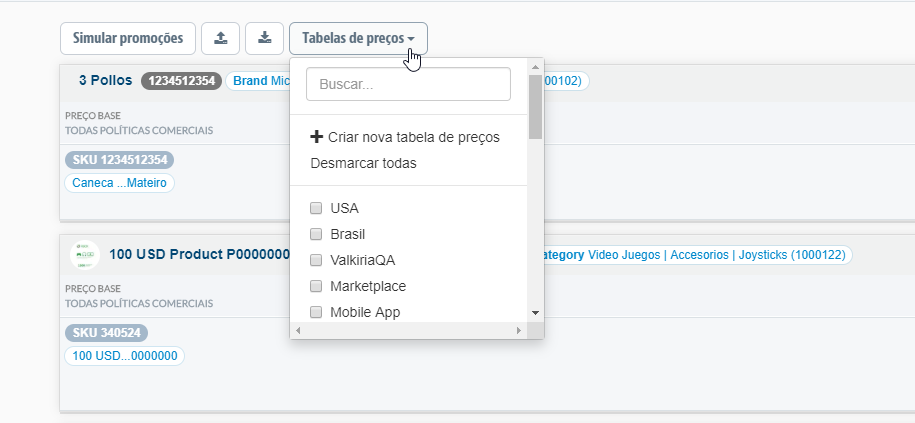 Simular promoções
Tabelas de preços
Buscar...
Criar nova tabela de preços
Desmarcar todas
USA
Brasil
ValkiriaQA
Marketplace
Mobile App
3 Pollos 1234512354 Brand Mic 00102)
PREÇO BASE
TODAS POLÍTICAS COMERCIAIS
SKU 1234512354
Caneca ...Mateiro
100 USD Product P0000000 ategory Video Juegos | Accesorios | Joysticks (1000122)
PREÇO BASE
TODAS POLÍTICAS COMERCIAIS
SKU 340524
100 USD...0000000